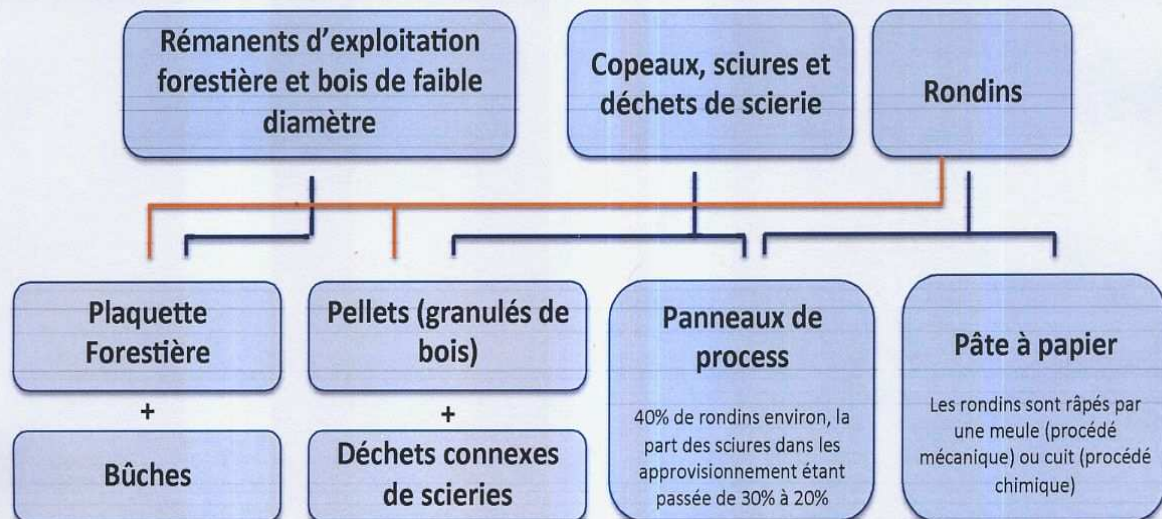 Rémanents d'exploitation
forestière et bois de faible
diamètre
Copeaux, sciures et
déchets de scierie
Rondins
Plaquette
Forestière
+
Bûches
Pellets (granulés de
bois)
+
Déchets connexes
de scieries
Panneaux de
process
40% de rondins environ, la
part des sciures dans les
approvisionnement étant
passée de 30% à 20%
Pâte à papier
Les rondins sont râpés par
une meule (procédé
mécanique) ou cuit (procédé
chimique)